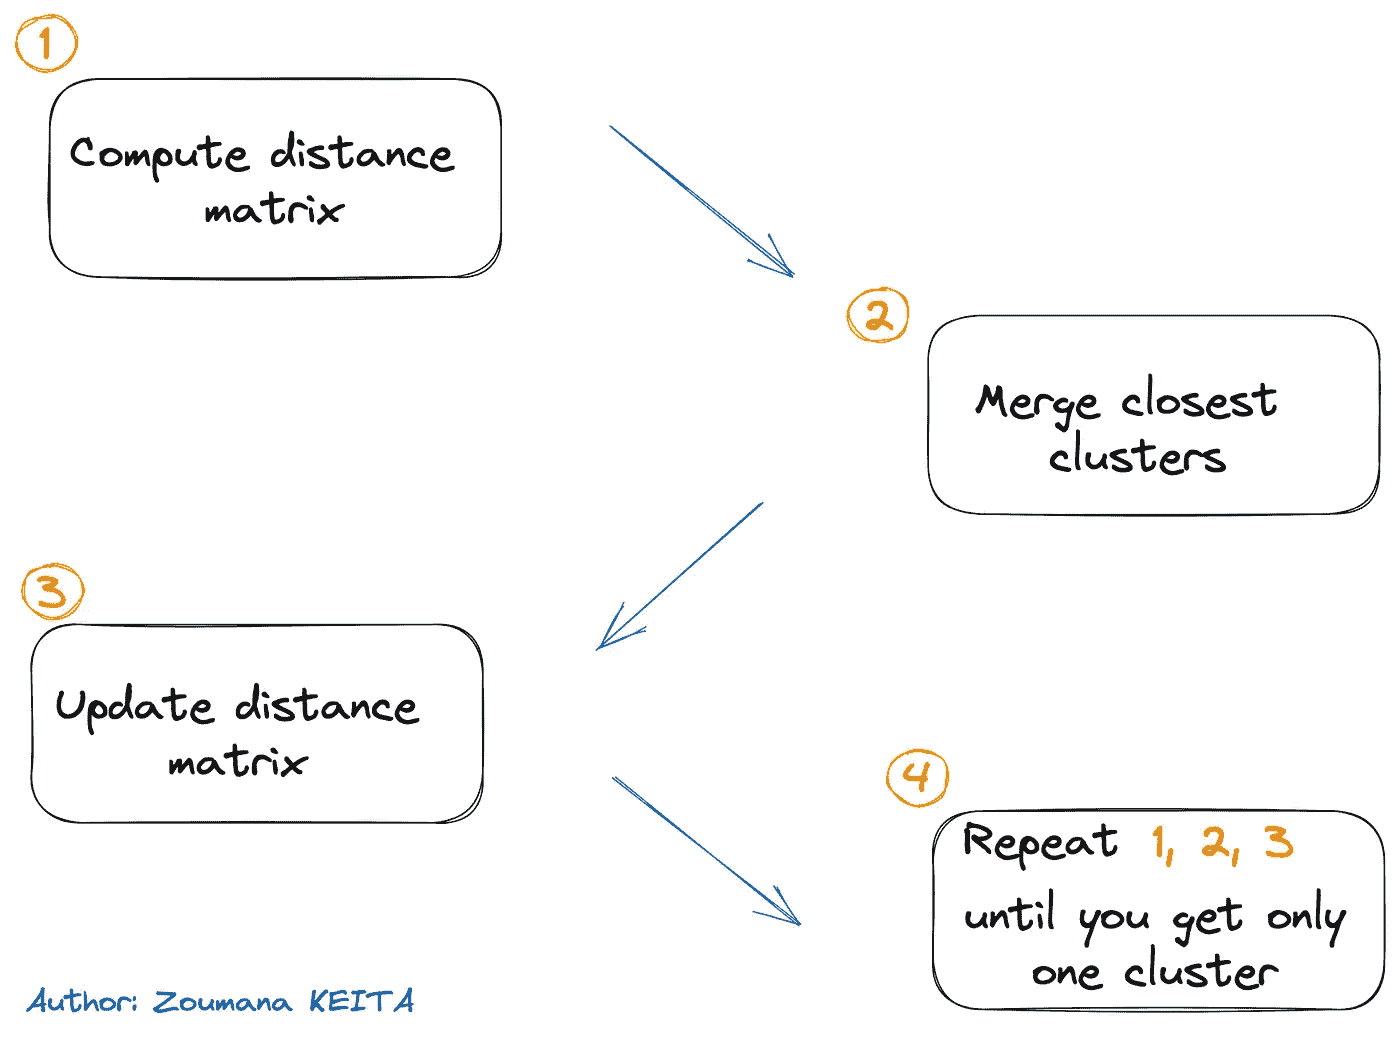 1
Compute distance
matrix
2
Merge closest
clusters
3
Update distance
matrix
4
Repeat 1, 2, 3
until you get only
one cluster
Author: Zoumana KEITA